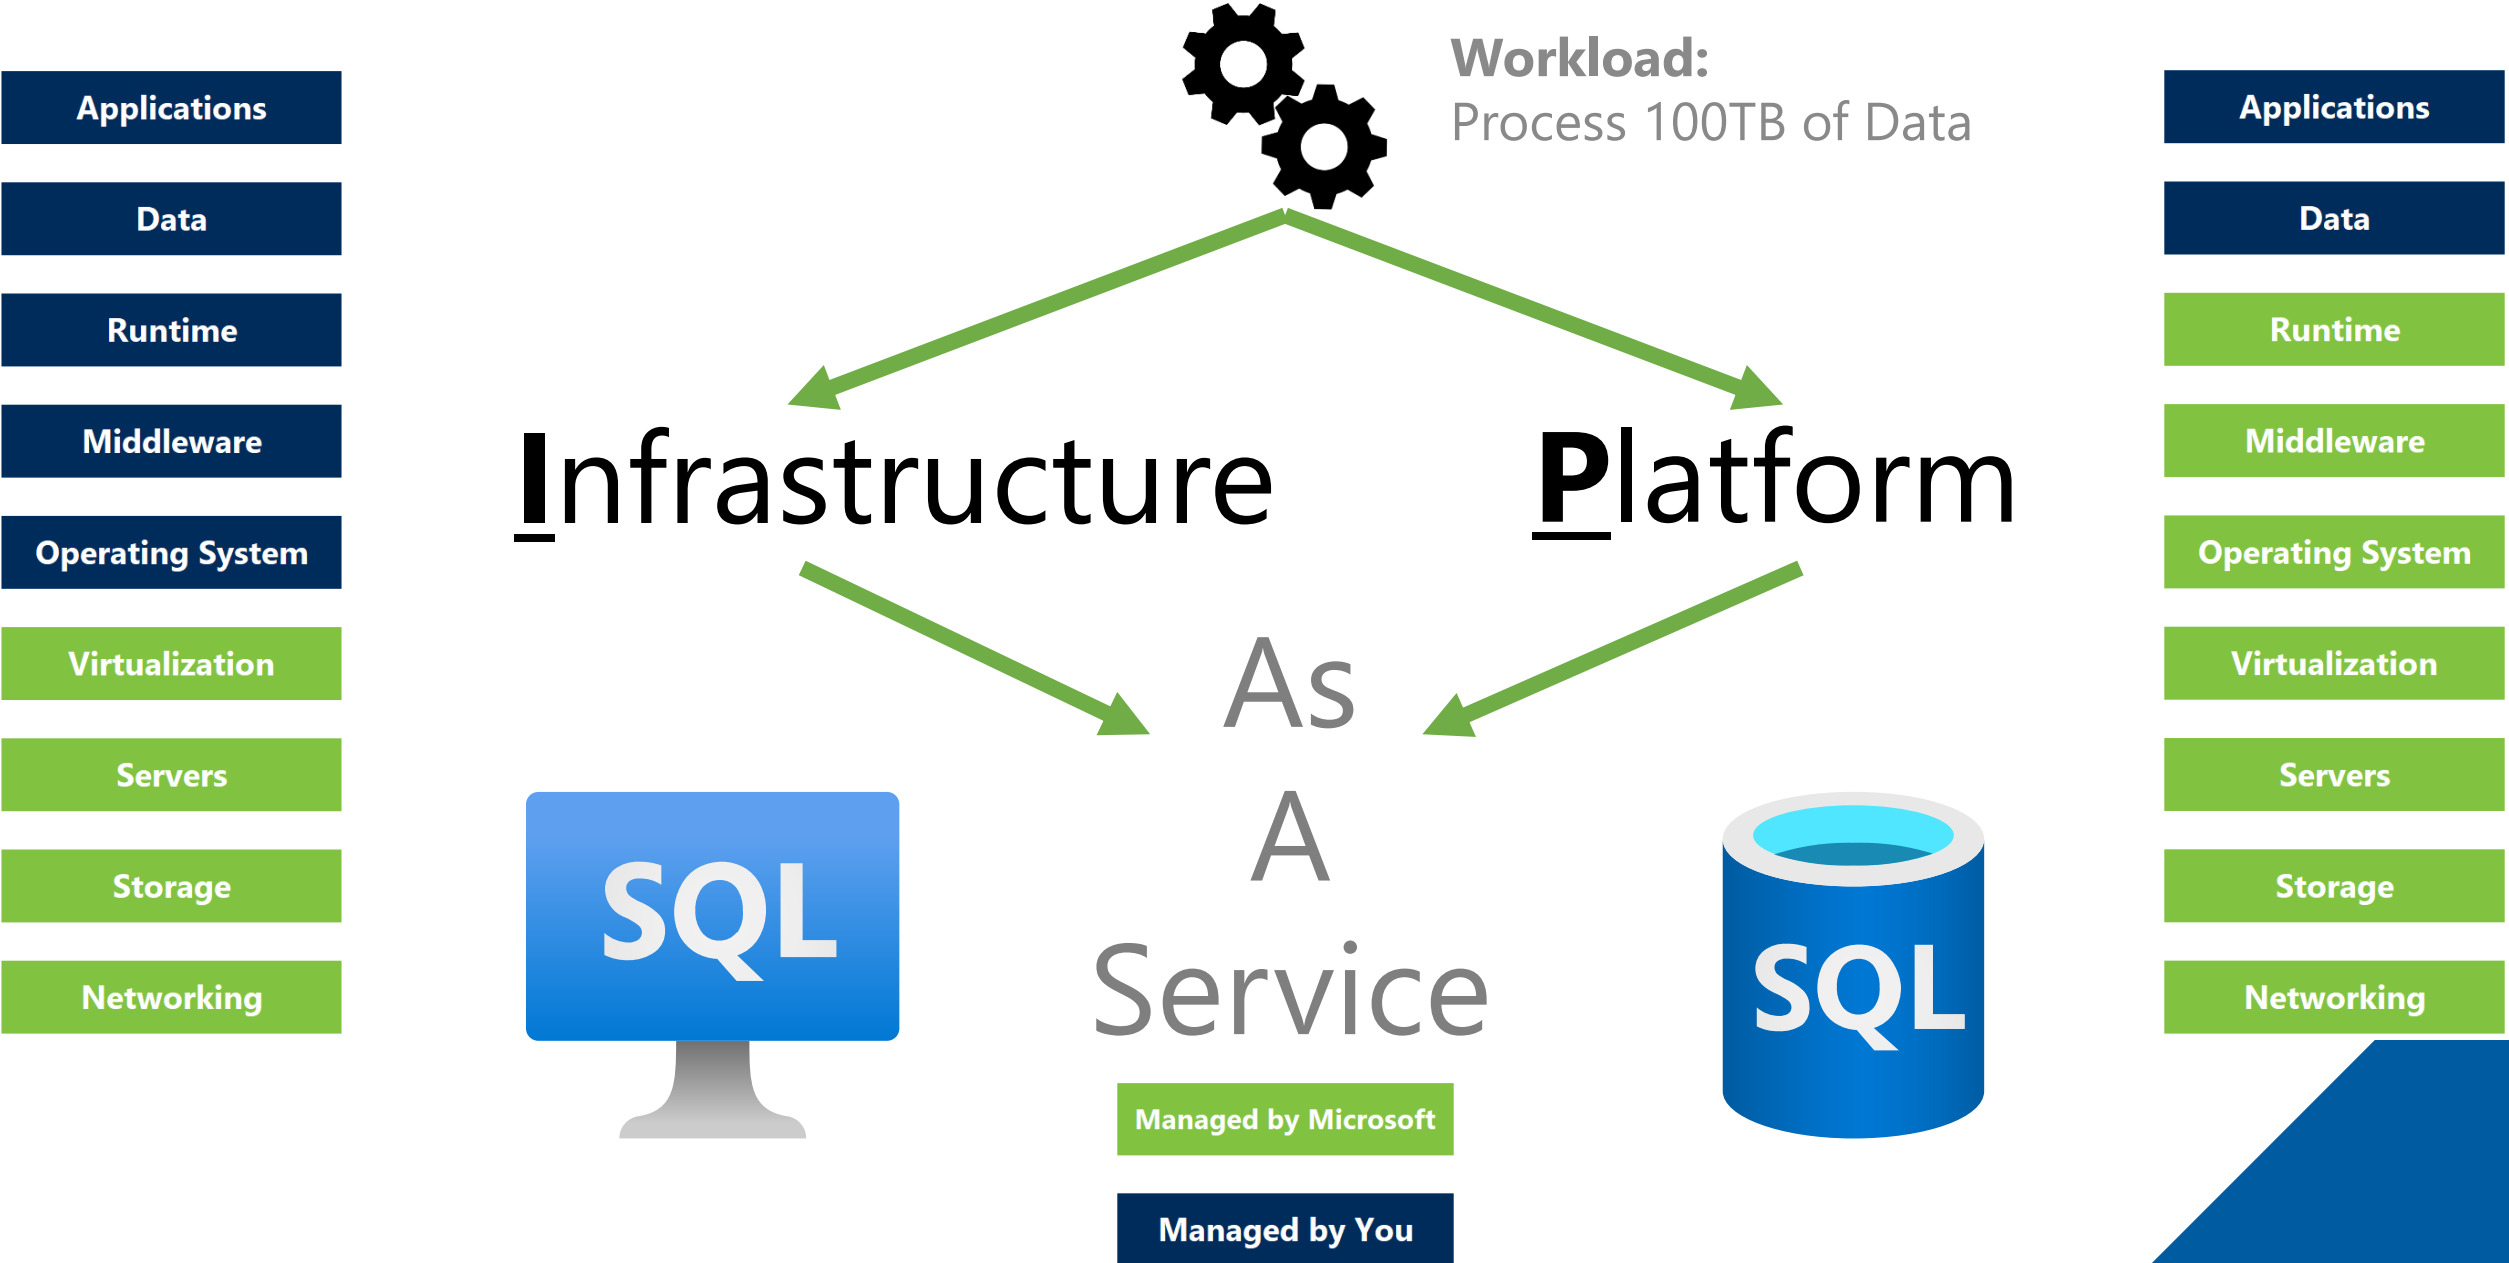 Workload:
Process 100TB of Data
Applications
Data
Runtime
Middleware
Operating System
Virtualization
Servers
Storage
Networking
Infrastructure
Platform
As
A
Service
SQL
SQL
Managed by Microsoft
Managed by You
Applications
Data
Runtime
Middleware
Operating System
Virtualization
Servers
Storage
Networking